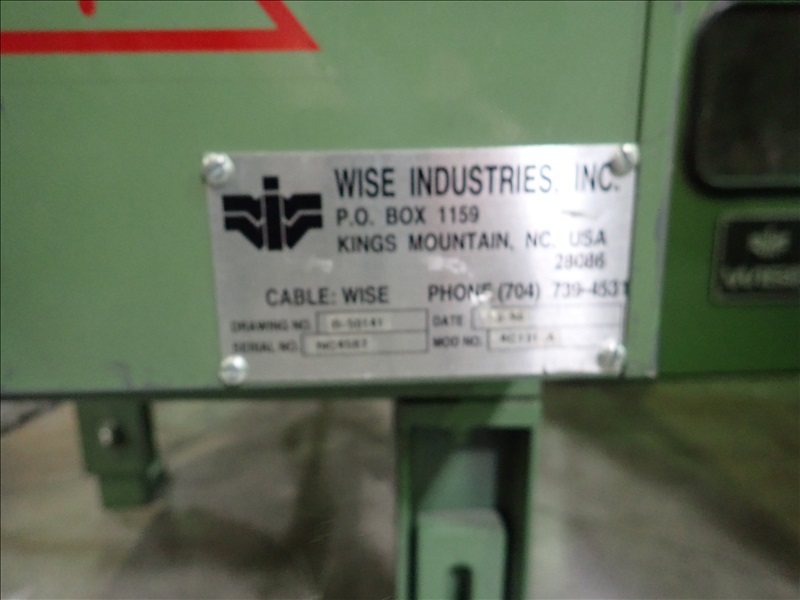 WISE INDUSTRIES, INC.
P.O. BOX 1159
KINGS MOUNTAIN, NC, USA
28086
CABLE: WISE PHONE (704) 739-4531
DRAWING NO. DATE
SERIAL NO. MOD NO.
WISE